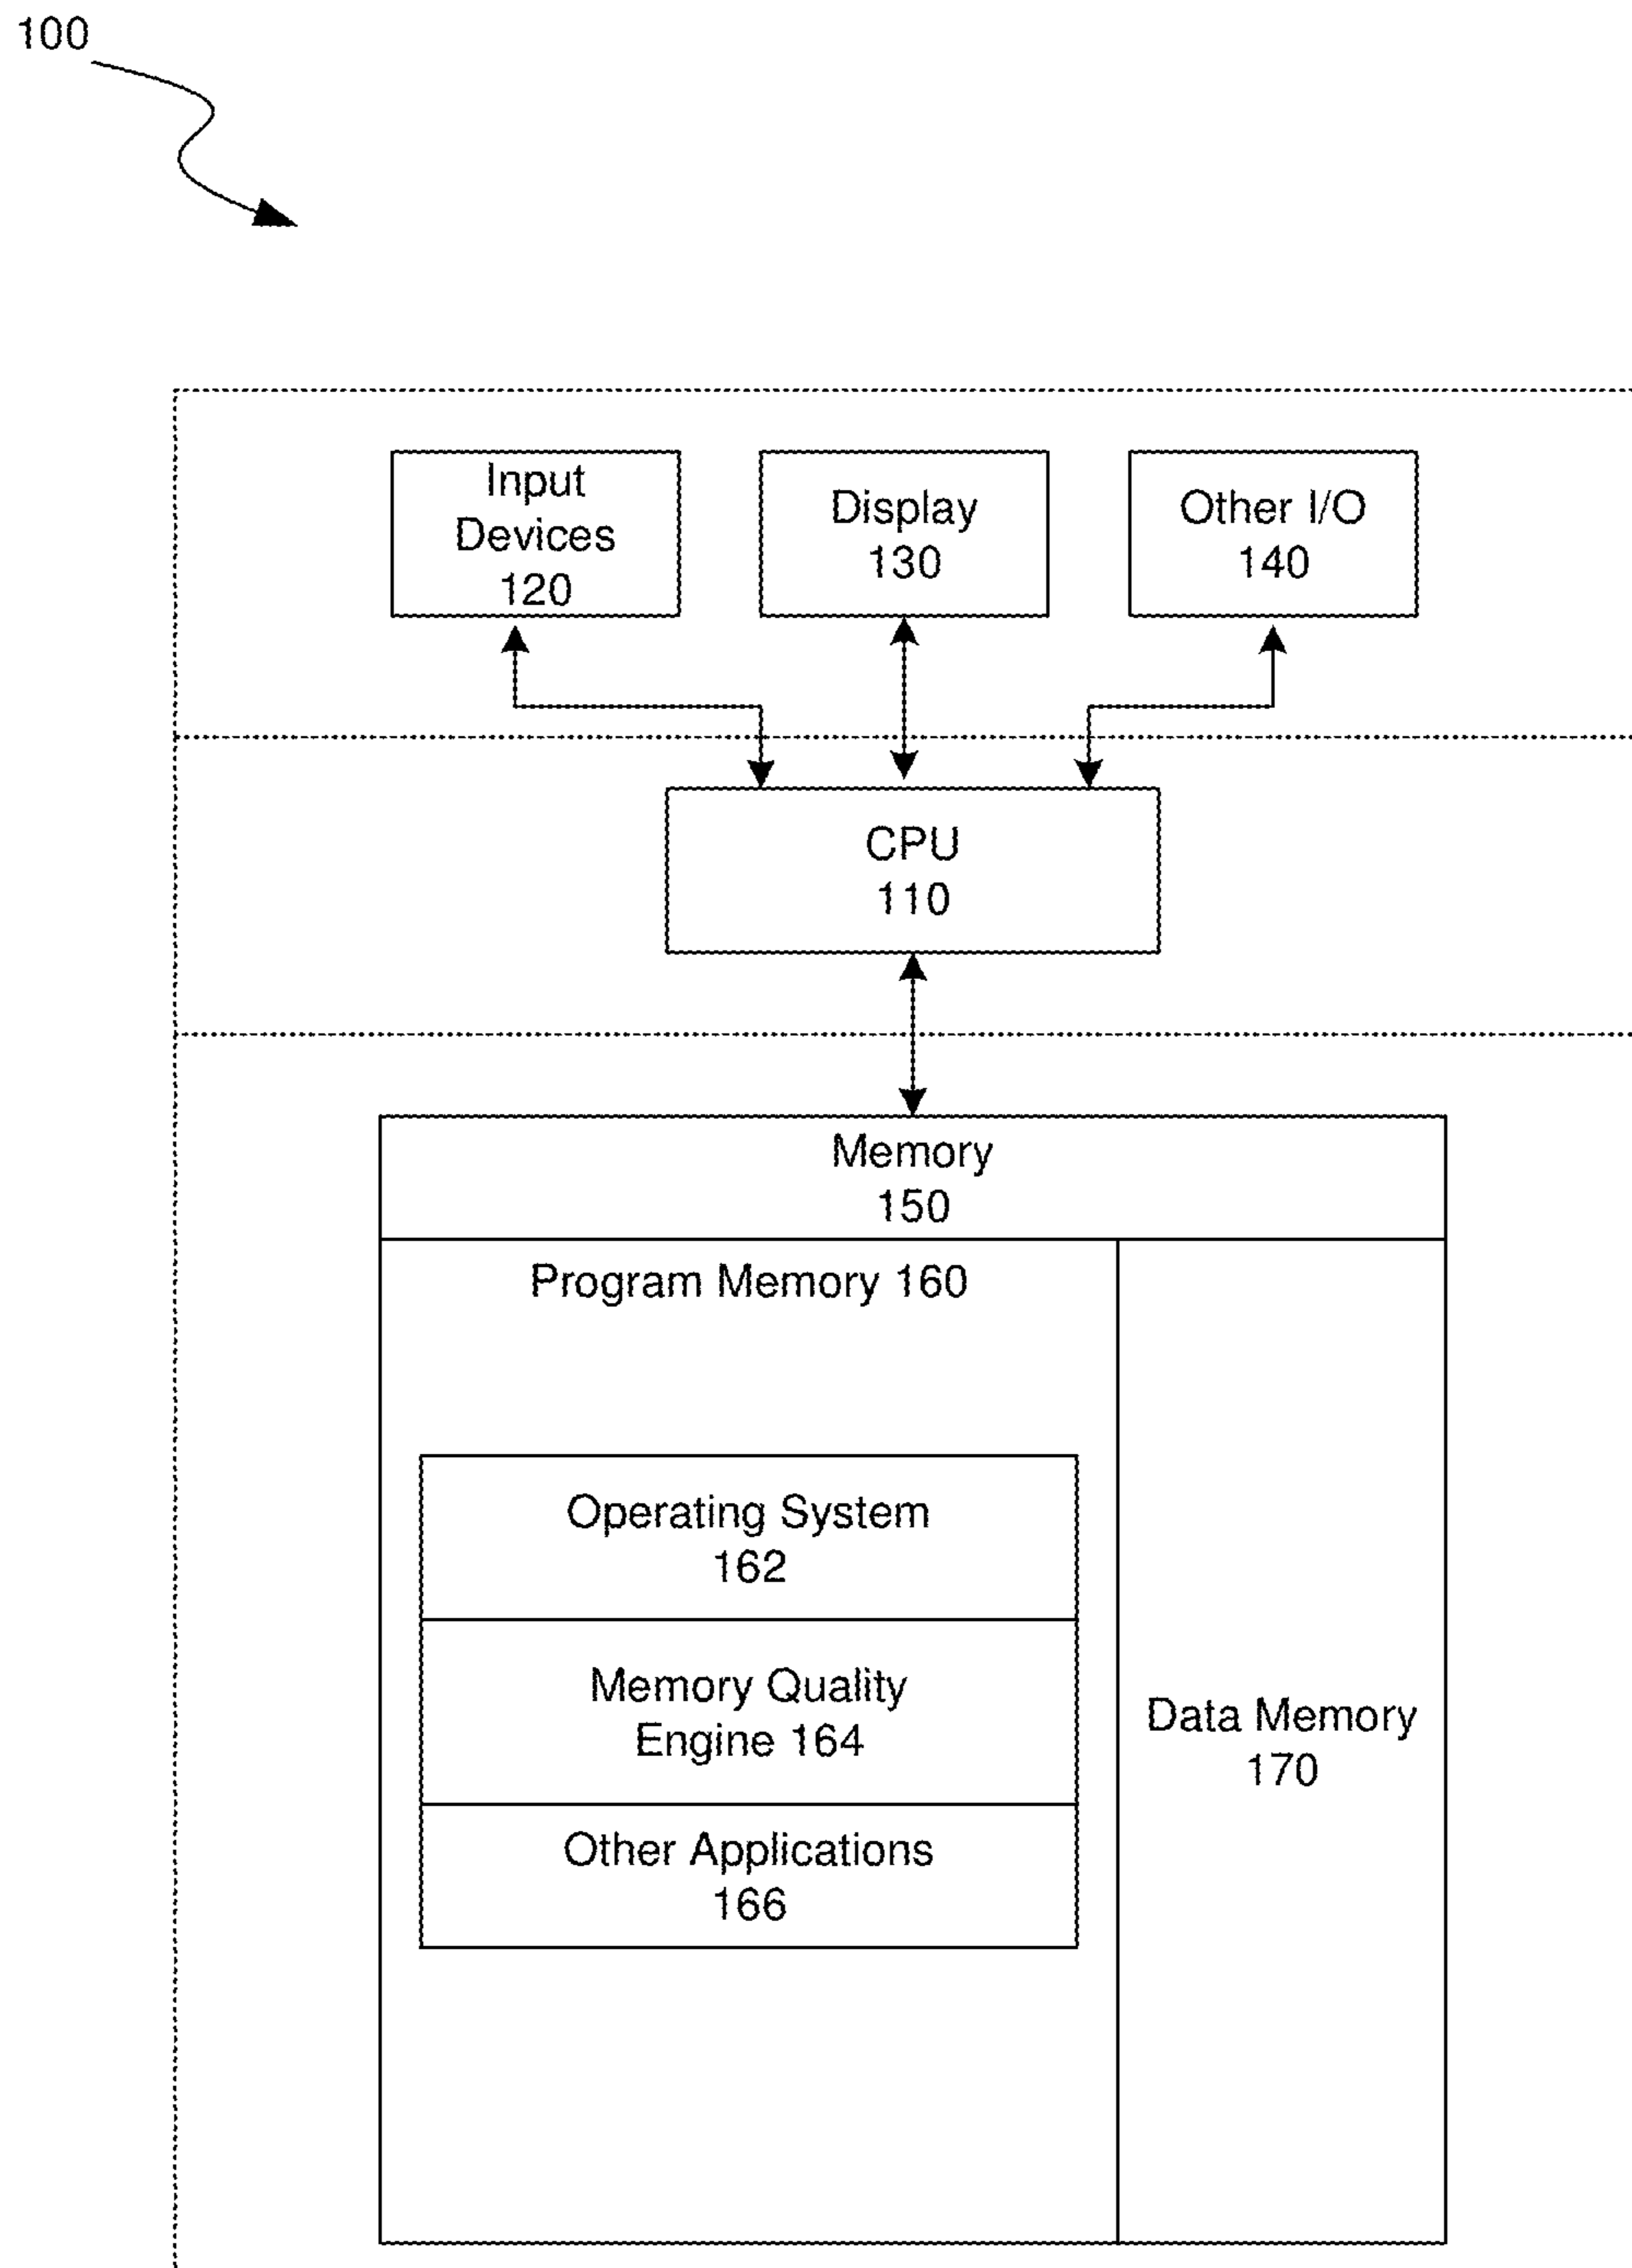 100
Input
Devices
120
Display
130
Other I/O
140
CPU
110
Memory
150
Program Memory 160
Operating System
162
Memory Quality
Engine 164
Other Applications
166
Data Memory
170